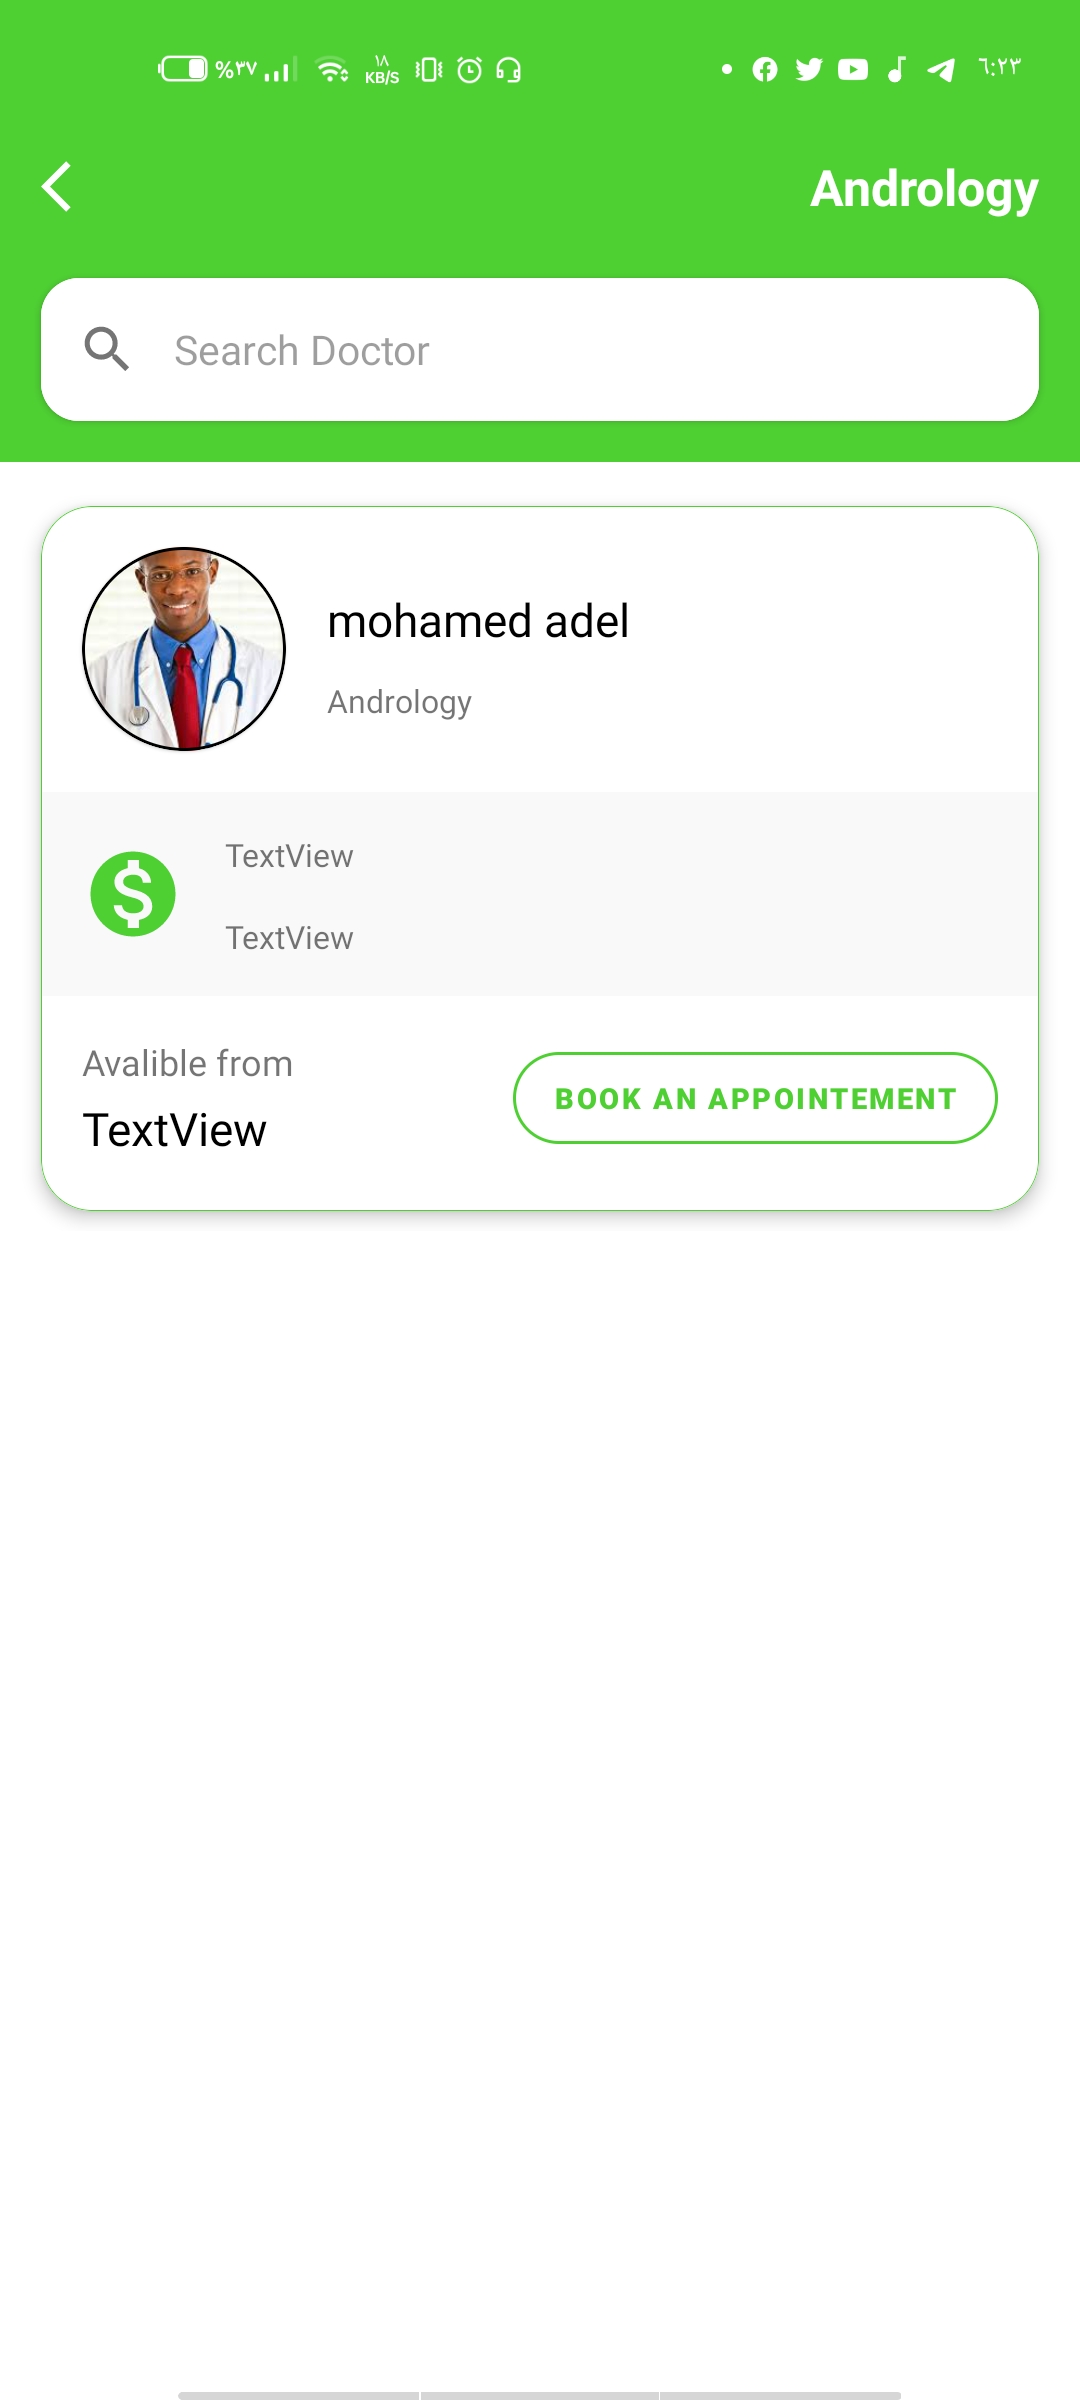 %٣٧ ١٨ KB/S ٦:٢٣
Andrology
Search Doctor
mohamed adel
Andrology
TextView
TextView
Avalible from
TextView
BOOK AN APPOINTEMENT